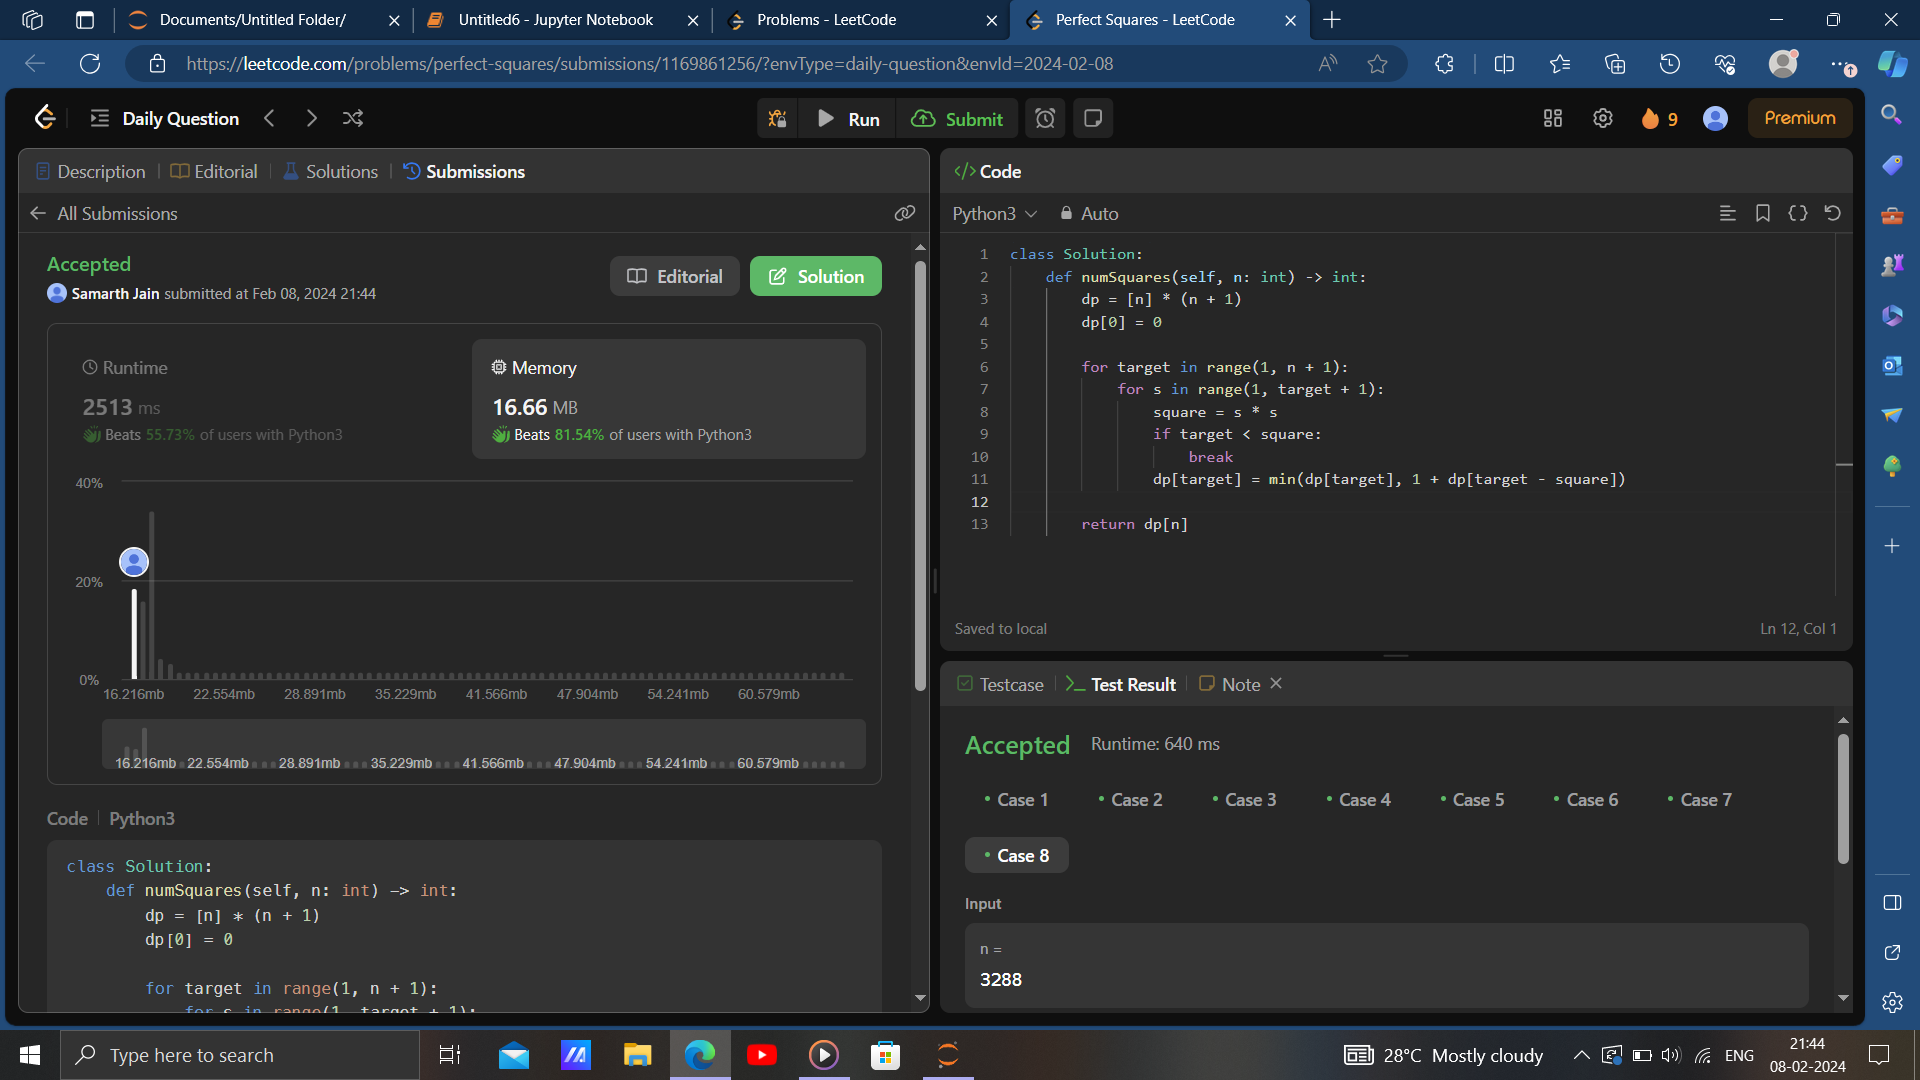 Documents/Untitled Folder/
Untitled6 - Jupyter Notebook
Problems - LeetCode
Perfect Squares - LeetCode
https://leetcode.com/problems/perfect-squares/submissions/1169861256/?envType=daily-question&envId=2024-02-08
Daily Question
Run
Submit
9
Premium
Description
Editorial
Solutions
Submissions
All Submissions
Accepted
Samarth Jain submitted at Feb 08, 2024 21:44
Editorial
Solution
Runtime
2513 ms
Beats 55.73% of users with Python3
Memory
16.66 MB
Beats 81.54% of users with Python3
40%
20%
0%
16.216mb 22.554mb 28.891mb 35.229mb 41.566mb 47.904mb 54.241mb 60.579mb
16.216mb 22.554mb 28.891mb 35.229mb 41.566mb 47.904mb 54.241mb 60.579mb
Code | Python3
class Solution:
def numSquares(self, n: int) -> int:
dp = [n] * (n + 1)
dp[0] = 0
for target in range(1, n + 1):
for s in range(1, target + 1):
</> Code
Python3
Auto
1 class Solution:
2 def numSquares(self, n: int) -> int:
3 dp = [n] * (n + 1)
4 dp[0] = 0
5
6 for target in range(1, n + 1):
7 for s in range(1, target + 1):
8 square = s * s
9 if target < square:
10 break
11 dp[target] = min(dp[target], 1 + dp[target - square])
12
13 return dp[n]
Saved to local
Ln 12, Col 1
Testcase
Test Result
Note
Accepted
Runtime: 640 ms
Case 1
Case 2
Case 3
Case 4
Case 5
Case 6
Case 7
Case 8
Input
n =
3288
Type here to search
28°C Mostly cloudy
ENG
21:44
08-02-2024